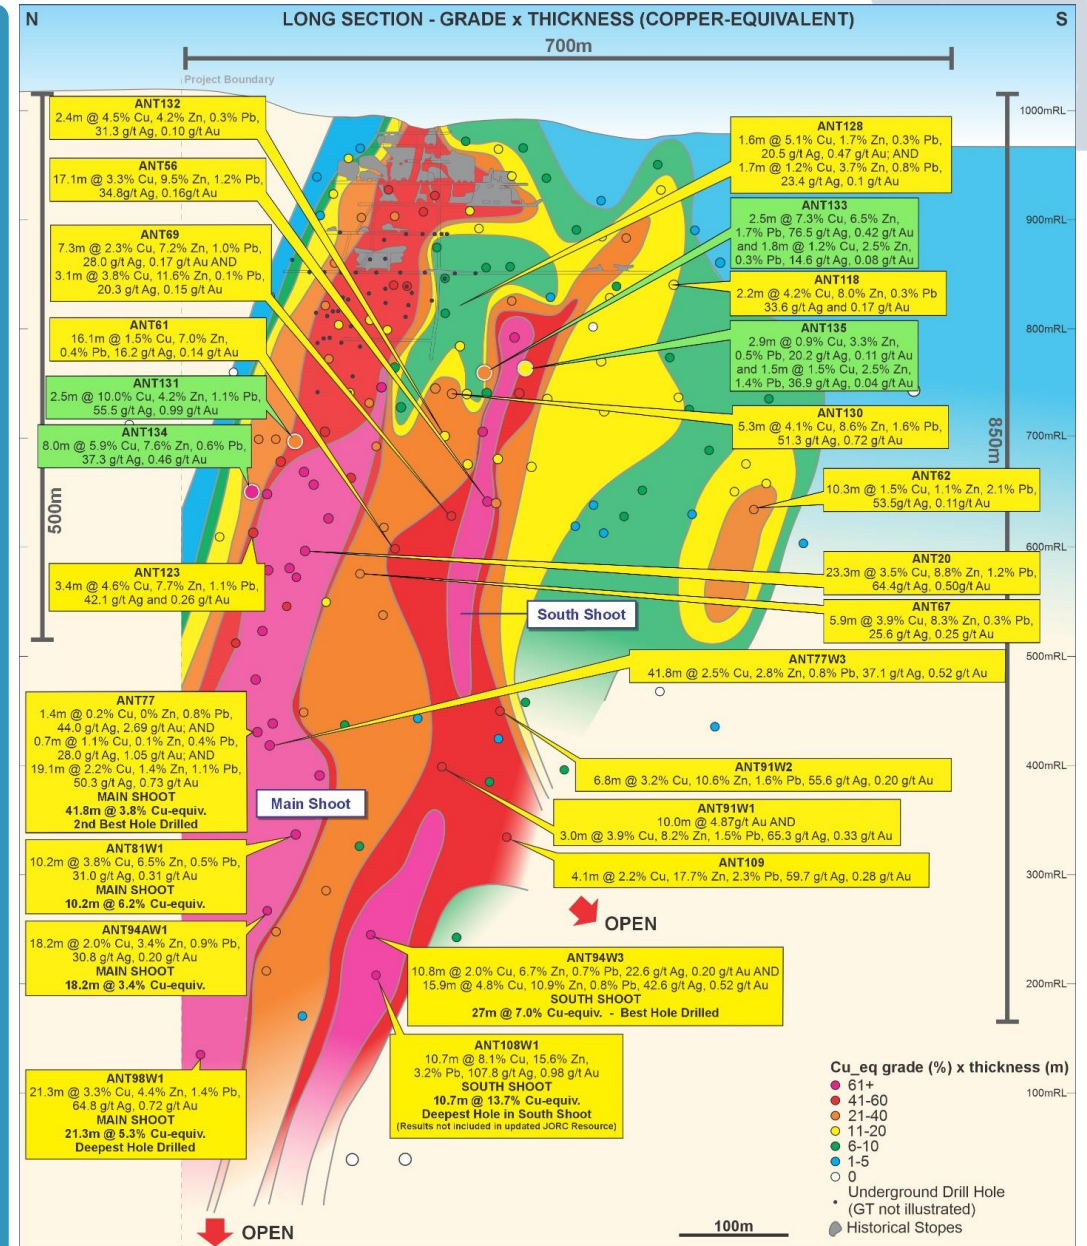 N
LONG SECTION - GRADE x THICKNESS (COPPER-EQUIVALENT)
S
700m
Project Boundary
1000mRL
900mRL
800mRL
700mRL
600mRL
500mRL
400mRL
300mRL
200mRL
100mRL
500m
850m
ANT132
2.4m @ 4.5% Cu, 4.2% Zn, 0.3% Pb,
31.3 g/t Ag, 0.10 g/t Au
ANT56
17.1m @ 3.3% Cu, 9.5% Zn, 1.2% Pb,
34.8g/t Ag, 0.16g/t Au
ANT69
7.3m @ 2.3% Cu, 7.2% Zn, 1.0% Pb,
28.0 g/t Ag, 0.17 g/t Au AND
3.1m @ 3.8% Cu, 11.6% Zn, 0.1% Pb,
20.3 g/t Ag, 0.15 g/t Au
ANT61
16.1m @ 1.5% Cu, 7.0% Zn,
0.4% Pb, 16.2 g/t Ag, 0.14 g/t Au
ANT131
2.5m @ 10.0% Cu, 4.2% Zn, 1.1% Pb,
55.5 g/t Ag, 0.99 g/t Au
ANT134
8.0m @ 5.9% Cu, 7.6% Zn, 0.6% Pb,
37.3 g/t Ag, 0.46 g/t Au
ANT123
3.4m @ 4.6% Cu, 7.7% Zn, 1.1% Pb,
42.1 g/t Ag and 0.26 g/t Au
ANT77
1.4m @ 0.2% Cu, 0% Zn, 0.8% Pb,
44.0 g/t Ag, 2.69 g/t Au; AND
0.7m @ 1.1% Cu, 0.1% Zn, 0.4% Pb,
28.0 g/t Ag, 1.05 g/t Au; AND
19.1m @ 2.2% Cu, 1.4% Zn, 1.1% Pb,
50.3 g/t Ag, 0.73 g/t Au
MAIN SHOOT
41.8m @ 3.8% Cu-equiv.
2nd Best Hole Drilled
ANT81W1
10.2m @ 3.8% Cu, 6.5% Zn, 0.5% Pb,
31.0 g/t Ag, 0.31 g/t Au
MAIN SHOOT
10.2m @ 6.2% Cu-equiv.
ANT94AW1
18.2m @ 2.0% Cu, 3.4% Zn, 0.9% Pb,
30.8 g/t Ag, 0.20 g/t Au
MAIN SHOOT
18.2m @ 3.4% Cu-equiv.
ANT98W1
21.3m @ 3.3% Cu, 4.4% Zn, 1.4% Pb,
64.8 g/t Ag, 0.72 g/t Au
MAIN SHOOT
21.3m @ 5.3% Cu-equiv.
Deepest Hole Drilled
OPEN
ANT128
1.6m @ 5.1% Cu, 1.7% Zn, 0.3% Pb,
20.5 g/t Ag, 0.47 g/t Au; AND
1.7m @ 1.2% Cu, 3.7% Zn, 0.8% Pb,
23.4 g/t Ag, 0.1 g/t Au
ANT133
2.5m @ 7.3% Cu, 6.5% Zn,
1.7% Pb, 76.5 g/t Ag, 0.42 g/t Au
and 1.8m @ 1.2% Cu, 2.5% Zn,
0.3% Pb, 14.6 g/t Ag, 0.08 g/t Au
ANT118
2.2m @ 4.2% Cu, 8.0% Zn, 0.3% Pb
33.6 g/t Ag and 0.17 g/t Au
ANT135
2.9m @ 0.9% Cu, 3.3% Zn,
0.5% Pb, 20.2 g/t Ag, 0.11 g/t Au
and 1.5m @ 1.5% Cu, 2.5% Zn,
1.4% Pb, 36.9 g/t Ag, 0.04 g/t Au
ANT130
5.3m @ 4.1% Cu, 8.6% Zn, 1.6% Pb,
51.3 g/t Ag, 0.72 g/t Au
ANT62
10.3m @ 1.5% Cu, 1.1% Zn, 2.1% Pb,
53.5g/t Ag, 0.11g/t Au
ANT20
23.3m @ 3.5% Cu, 8.8% Zn, 1.2% Pb,
64.4g/t Ag, 0.50g/t Au
ANT67
5.9m @ 3.9% Cu, 8.3% Zn, 0.3% Pb,
25.6 g/t Ag, 0.25 g/t Au
South Shoot
ANT77W3
41.8m @ 2.5% Cu, 2.8% Zn, 0.8% Pb, 37.1 g/t Ag, 0.52 g/t Au
ANT91W2
6.8m @ 3.2% Cu, 10.6% Zn, 1.6% Pb, 55.6 g/t Ag, 0.20 g/t Au
Main Shoot
ANT91W1
10.0m @ 4.87g/t Au AND
3.0m @ 3.9% Cu, 8.2% Zn, 1.5% Pb, 65.3 g/t Ag, 0.33 g/t Au
ANT109
4.1m @ 2.2% Cu, 17.7% Zn, 2.3% Pb, 59.7 g/t Ag, 0.28 g/t Au
OPEN
ANT94W3
10.8m @ 2.0% Cu, 6.7% Zn, 0.7% Pb, 22.6 g/t Ag, 0.20 g/t Au AND
15.9m @ 4.8% Cu, 10.9% Zn, 0.8% Pb, 42.6 g/t Ag, 0.52 g/t Au
SOUTH SHOOT
27m @ 7.0% Cu-equiv. - Best Hole Drilled
ANT108W1
10.7m @ 8.1% Cu, 15.6% Zn,
3.2% Pb, 107.8 g/t Ag, 0.98 g/t Au
SOUTH SHOOT
10.7m @ 13.7% Cu-equiv.
Deepest Hole in South Shoot
(Results not included in updated JORC Resource)
Cu_eq grade (%) x thickness (m)
61+
41-60
21-40
11-20
6-10
1-5
0
Underground Drill Hole
(GT not illustrated)
Historical Stopes
100m